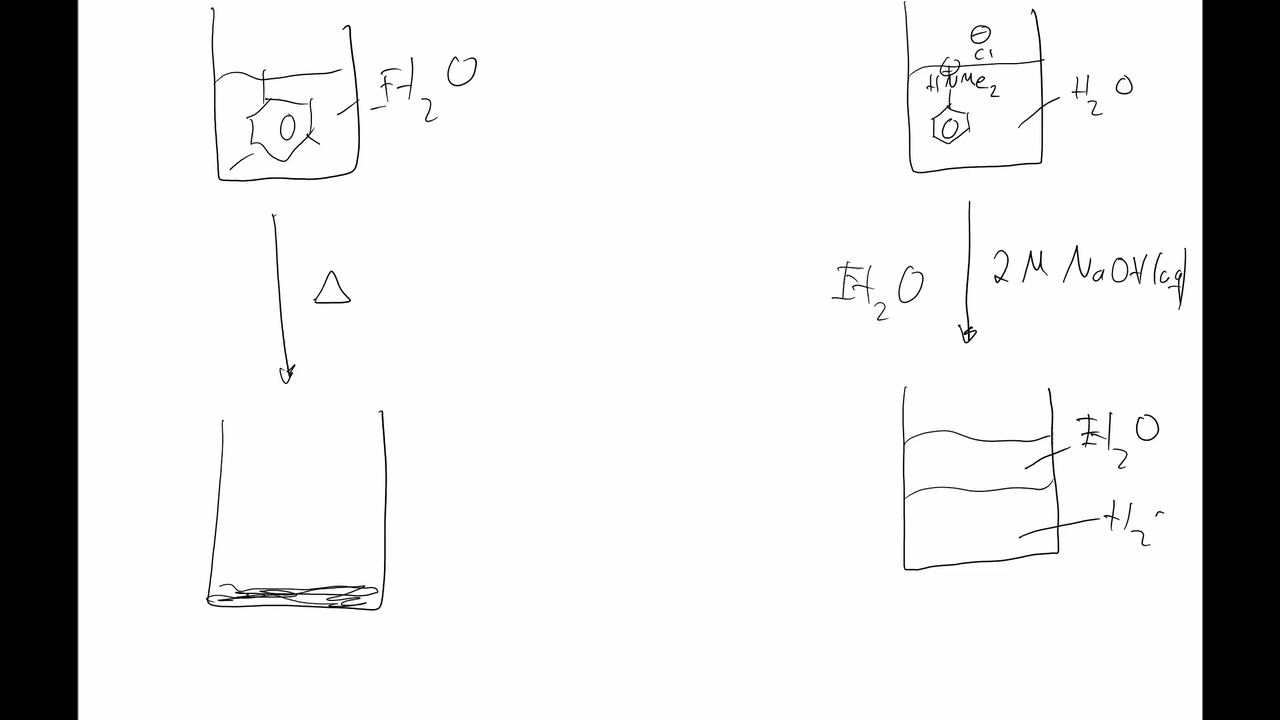 Et₂O
⊖
Cl
⊕
HNMe₂
H₂O
Δ
Et₂O
2 M NaOH(aq)
Et₂O
H₂